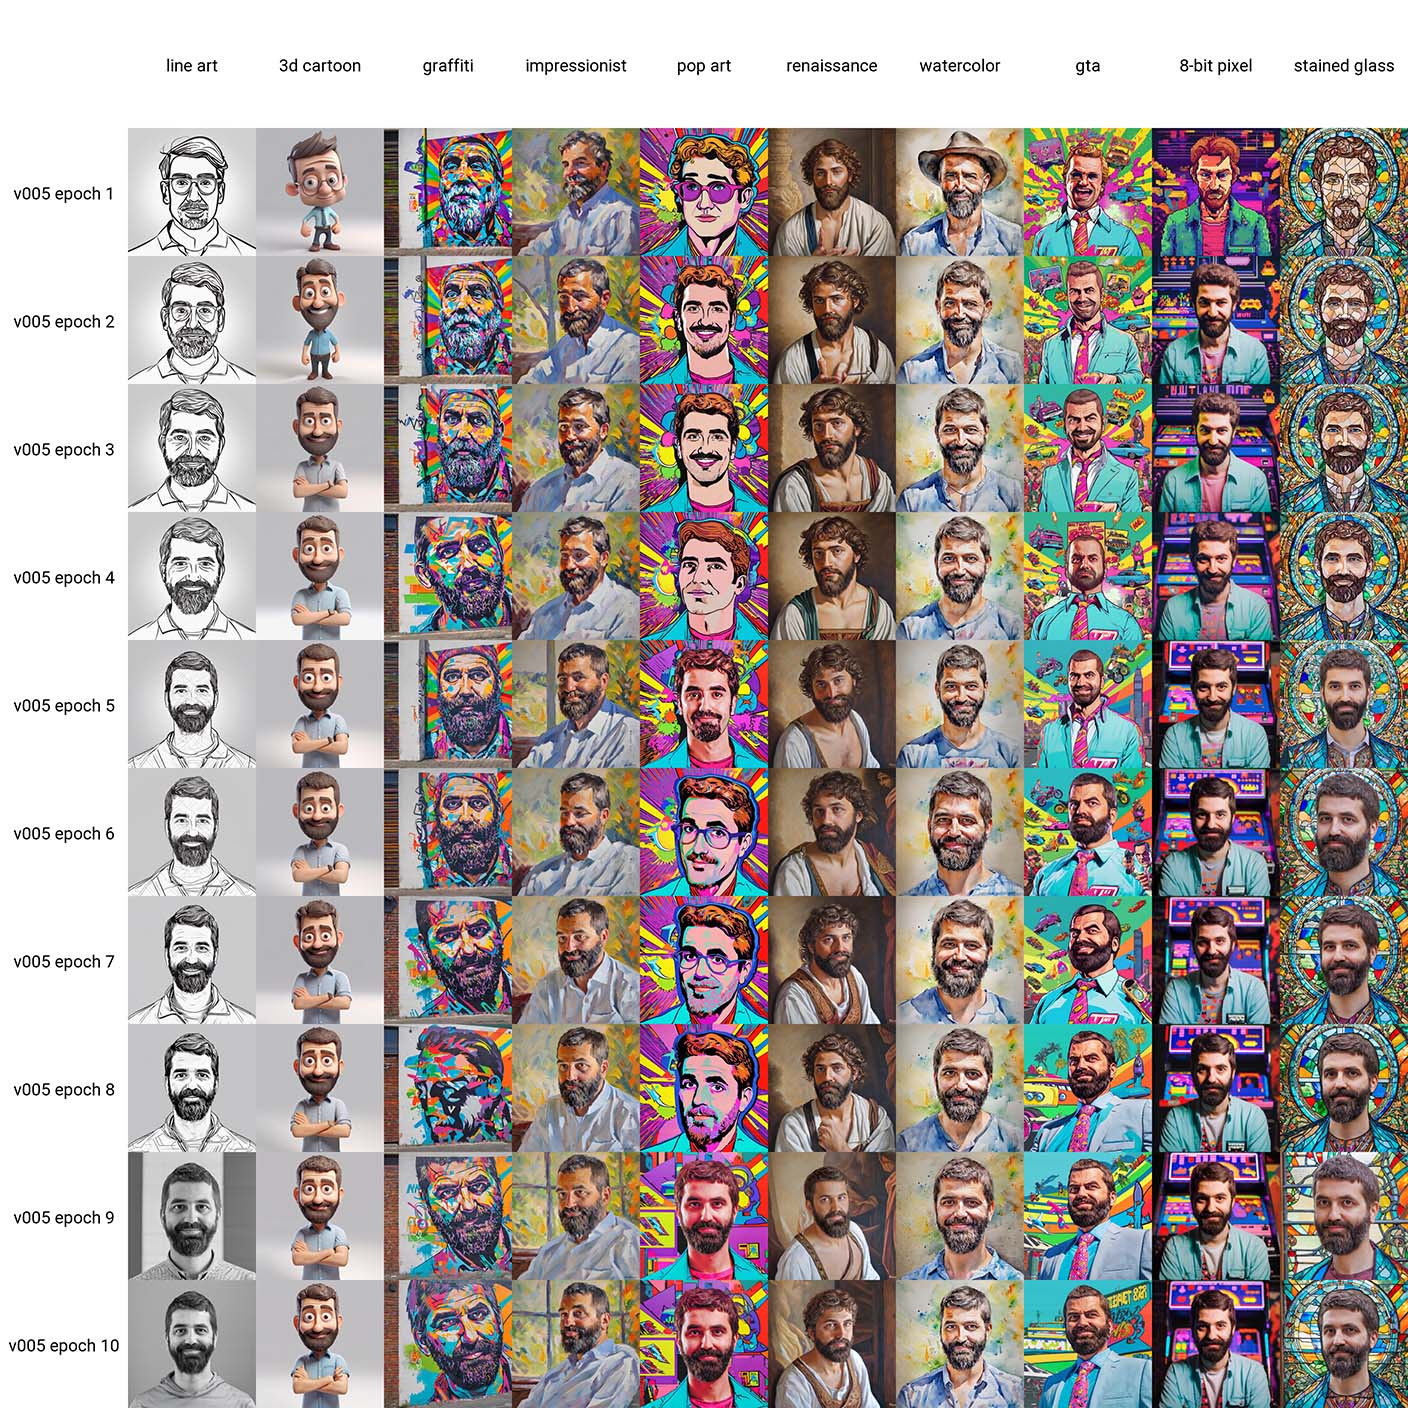 line art
3d cartoon
graffiti
impressionist
pop art
renaissance
watercolor
gta
8-bit pixel
stained glass
v005 epoch 1
v005 epoch 2
v005 epoch 3
v005 epoch 4
v005 epoch 5
v005 epoch 6
v005 epoch 7
v005 epoch 8
v005 epoch 9
v005 epoch 10